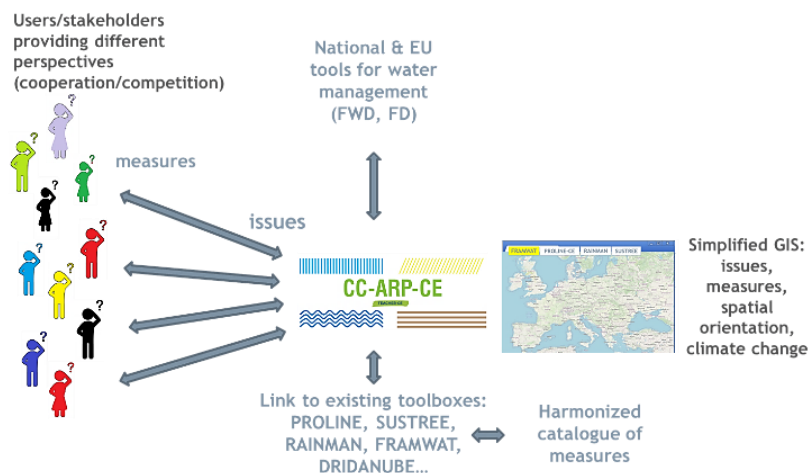 Users/stakeholders
providing different
perspectives
(cooperation/competition)
National & EU
tools for water
management
(FWD, FD)
? ? ? ? ? ? ? ? ? ?
measures
issues
CC-ARP-CE
TEACHER-CE
FRAMWAT PROLINE-CE RAINMAN SUSTREE
Simplified GIS:
issues,
measures,
spatial
orientation,
climate change
Link to existing toolboxes:
PROLINE, SUSTREE,
RAINMAN, FRAMWAT,
DRIDANUBE…
Harmonized
catalogue of
measures